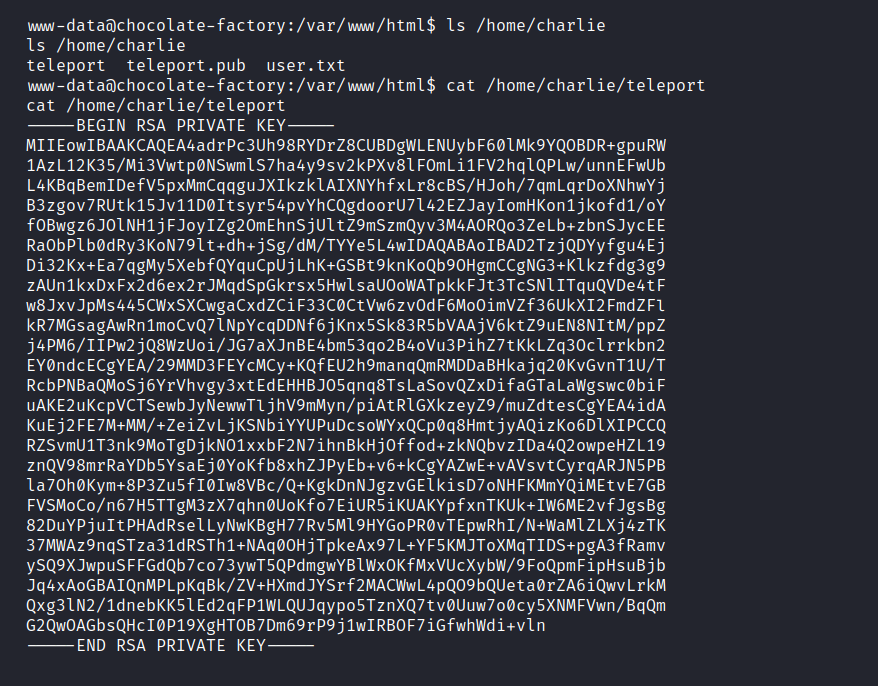 www-data@chocolate-factory:/var/www/html$ ls /home/charlie
ls /home/charlie
teleport  teleport.pub  user.txt
www-data@chocolate-factory:/var/www/html$ cat /home/charlie/teleport
cat /home/charlie/teleport
-----BEGIN RSA PRIVATE KEY-----
MIIEowIBAAKCAQEA4adrPc3Uh98RYDrZ8CUBDgWLENUybF60lMk9YQOBDR+gpuRW
1AzL12K35/Mi3Vwtp0NSwmlS7ha4y9sv2kPXv8lFOmLi1FV2hqlQPLw/unnEFwUb
L4KBqBemIDefV5pxMmCqqguJXIkzklAIXNYhfxLr8cBS/HJoh/7qmLqrDoXNhwYj
B3zgov7RUtk15Jv11D0Itsyr54pvYhCQgdoorU7l42EZJayIomHKon1jkofd1/oY
fOBwgz6JOlNH1jFJoyIZg2OmEhnSjUltZ9mSzmQyv3M4AORQo3ZeLb+zbnSJycEE
RaObPlb0dRy3KoN79lt+dh+jSg/dM/TYYe5L4wIDAQABAoIBAD2TzjQDYyfgu4Ej
Di32Kx+Ea7qgMy5XebfQYquCpUjLhK+GSBt9knKoQb9OHgmCCgNG3+Klkzfdg3g9
zAUn1kxDxFx2d6ex2rJMqdSpGkrsx5HwlsaUOoWATpkkFJt3TcSNlITquQVDe4tF
w8JxvJpMs445CWxSXCwgaCxdZCiF33C0CtVw6zvOdF6MoOimVZf36UkXI2FmdZFl
kR7MGsagAwRn1moCvQ7lNpYcqDDNf6jKnx5Sk83R5bVAAjV6ktZ9uEN8NItM/ppZ
j4PM6/IIPw2jQ8WzUoi/JG7aXJnBE4bm53qo2B4oVu3PihZ7tKkLZq3Oclrrkbn2
EY0ndcECgYEA/29MMD3FEYcMCy+KQfEU2h9manqQmRMDDaBHkajq20KvGvnT1U/T
RcbPNBaQMoSj6YrVhvgy3xtEdEHHBJO5qnq8TsLaSovQZxDifaGTaLaWgswc0biF
uAKE2uKcpVCTSewbJyNewwTljhV9mMyn/piAtRlGXkzeyZ9/muZdtesCgYEA4idA
KuEj2FE7M+MM/+ZeiZvLjKSNbiYYUPuDcsoWYxQCp0q8HmtjyAQizKo6DlXIPCCQ
RZSvmU1T3nk9MoTgDjkNO1xxbF2N7ihnBkHjOffod+zkNQbvzIDa4Q2owpeHZL19
znQV98mrRaYDb5YsaEj0YoKfb8xhZJPyEb+v6+kCgYAZwE+vAVsvtCyrqARJN5PB
la7Oh0Kym+8P3Zu5fI0Iw8VBc/Q+KgkDnNJgzvGElkisD7oNHFKMmYQiMEtvE7GB
FVSMoCo/n67H5TTgM3zX7qhn0UoKfo7EiUR5iKUAKYpfxnTKUk+IW6ME2vfJgsBg
82DuYPjuItPHAdRselLyNwKBgH77Rv5Ml9HYGoPR0vTEpwRhI/N+WaMlZLXj4zTK
37MWAz9nqSTza31dRSTh1+NAq0OHjTpkeAx97L+YF5KMJToXMqTIDS+pgA3fRamv
ySQ9XJwpuSFFGdQb7co73ywT5QPdmgwYBlWxOKfMxVUcXybW/9FoQpmFipHsuBjb
Jq4xAoGBAIQnMPLpKqBk/ZV+HXmdJYSrf2MACWwL4pQO9bQUeta0rZA6iQwvLrkM
Qxg3lN2/1dnebKK5lEd2qFP1WLQUJqypo5TznXQ7tv0Uuw7o0cy5XNMFVwn/BqQm
G2QwOAGbsQHcI0P19XgHTOB7Dm69rP9j1wIRBOF7iGfwhWdi+vln
-----END RSA PRIVATE KEY-----